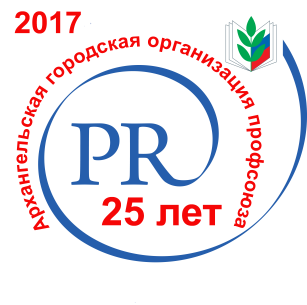 2017
Архангельская городская организация профсоюза
PR
25 лет